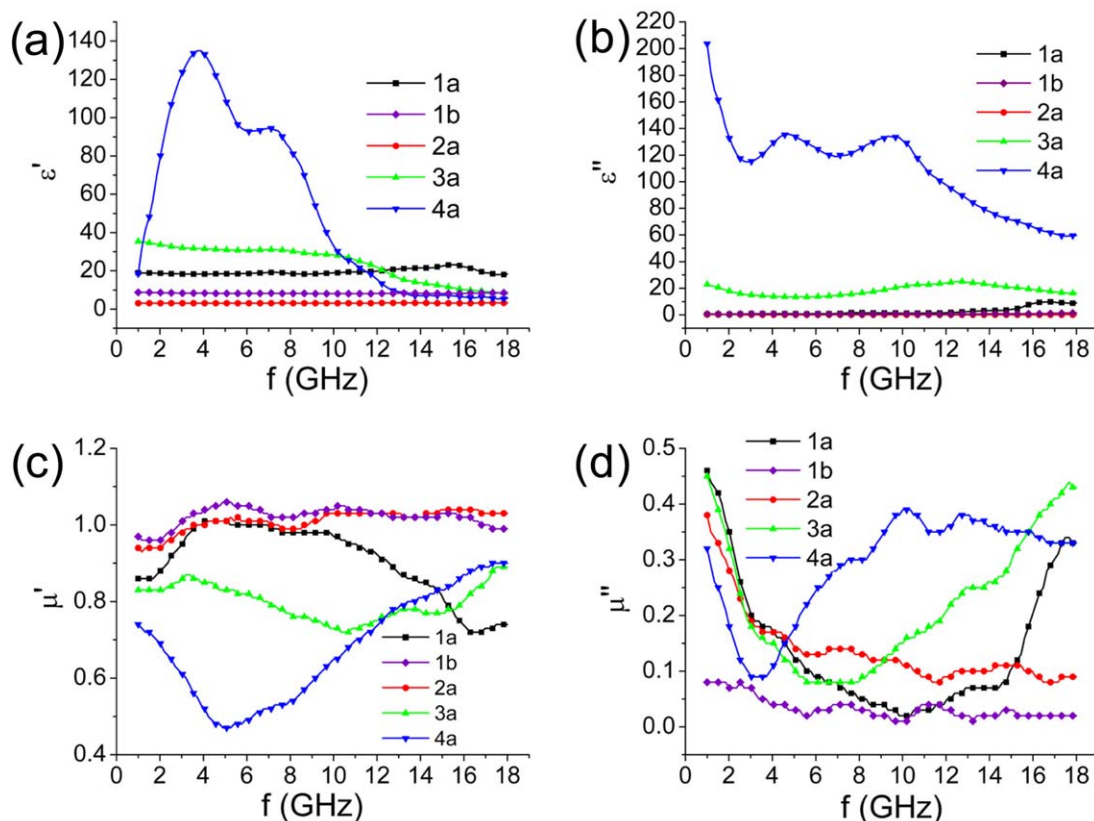 (a)
ε'
140
120
100
80
60
40
20
0
1a
1b
2a
3a
4a
0 2 4 6 8 10 12 14 16 18
f (GHz)
(b)
ε"
220
200
180
160
140
120
100
80
60
40
20
0
1a
1b
2a
3a
4a
0 2 4 6 8 10 12 14 16 18
f (GHz)
(c)
μ'
1.2
1.0
0.8
0.6
0.4
1a
1b
2a
3a
4a
0 2 4 6 8 10 12 14 16 18
f (GHz)
(d)
μ"
0.5
0.4
0.3
0.2
0.1
0.0
1a
1b
2a
3a
4a
0 2 4 6 8 10 12 14 16 18
f (GHz)